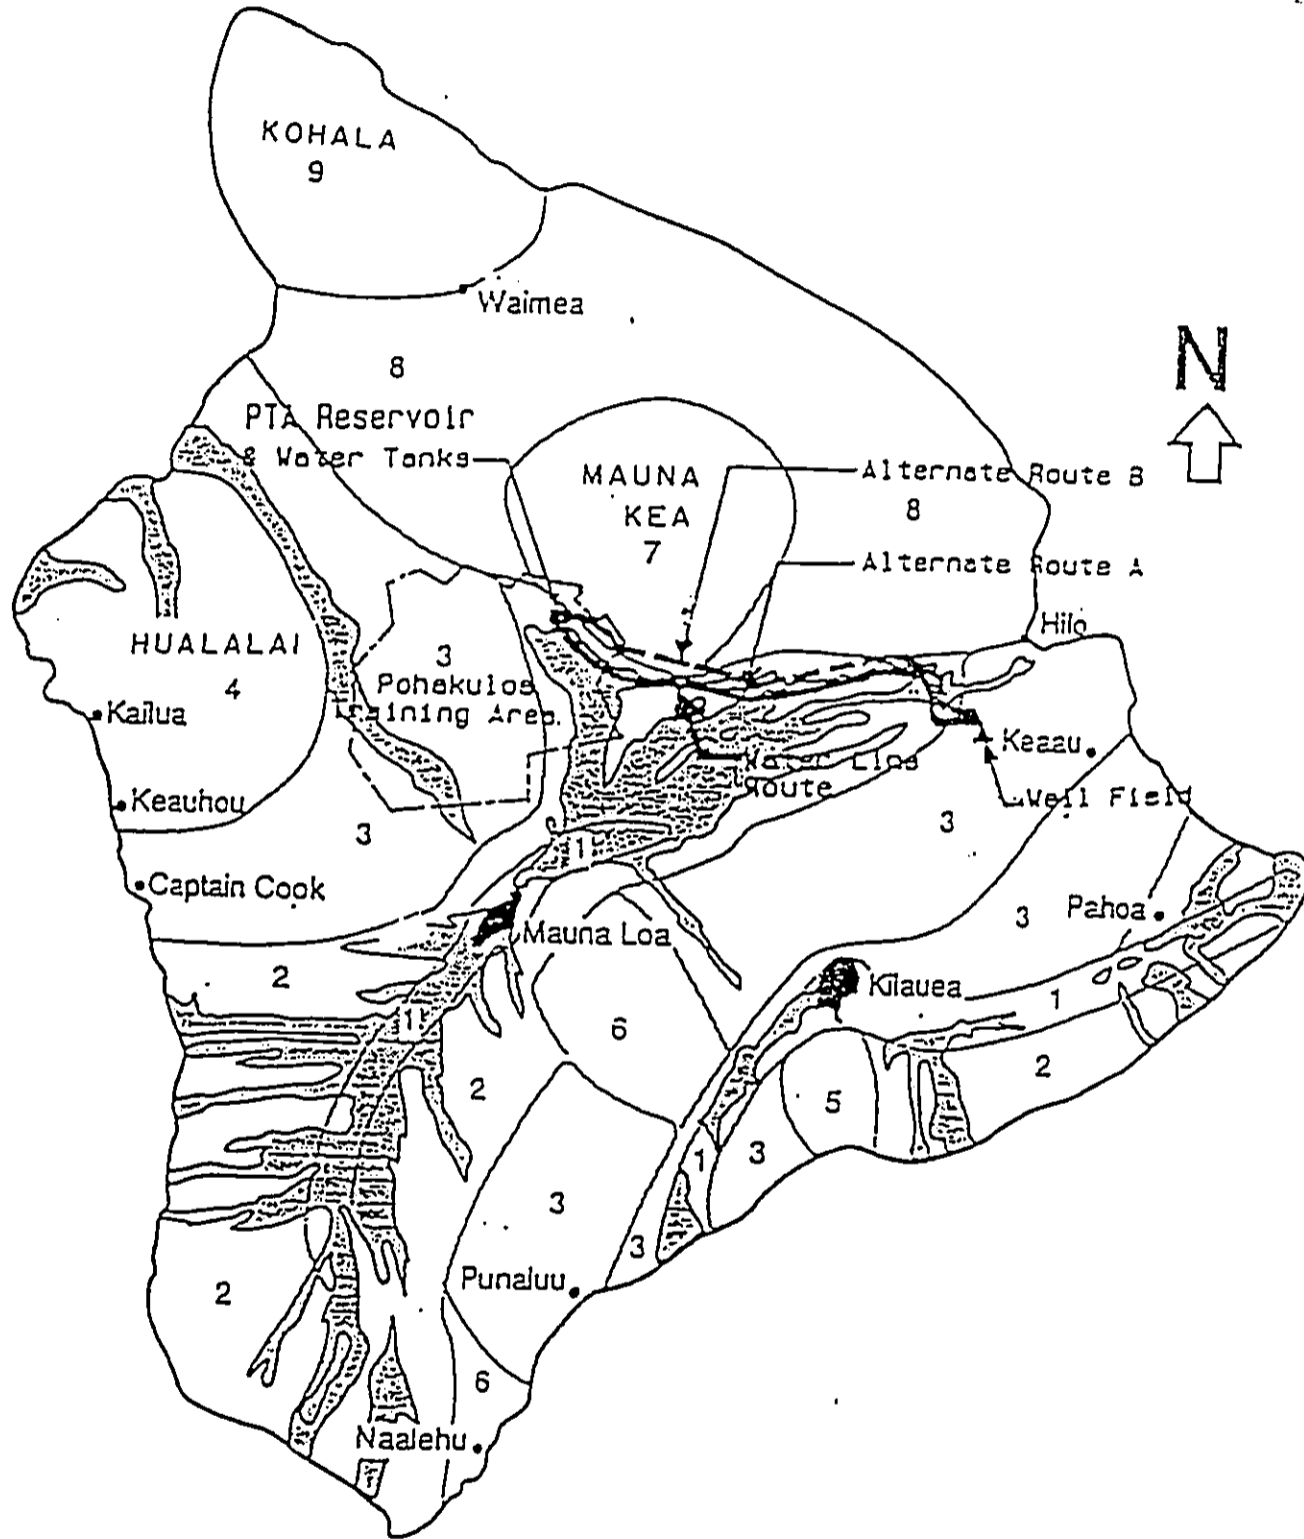 KOHALA
9
Waimea
N
8
PTA Reservoir
& Water Tanks
MAUNA
KEA
7
Alternate Route B
8
Alternate Route A
Hilo
HUALALAI
4
3
Pohakuloa
Training Area
Kailua
Keaau
Water Line
Route
Well Field
Keauhou
3
3
1
Captain Cook
3
Pahoa
Mauna Loa
2
Kilauea
1
1
6
2
2
5
1
3
3
3
Punaluu
2
6
Naalehu